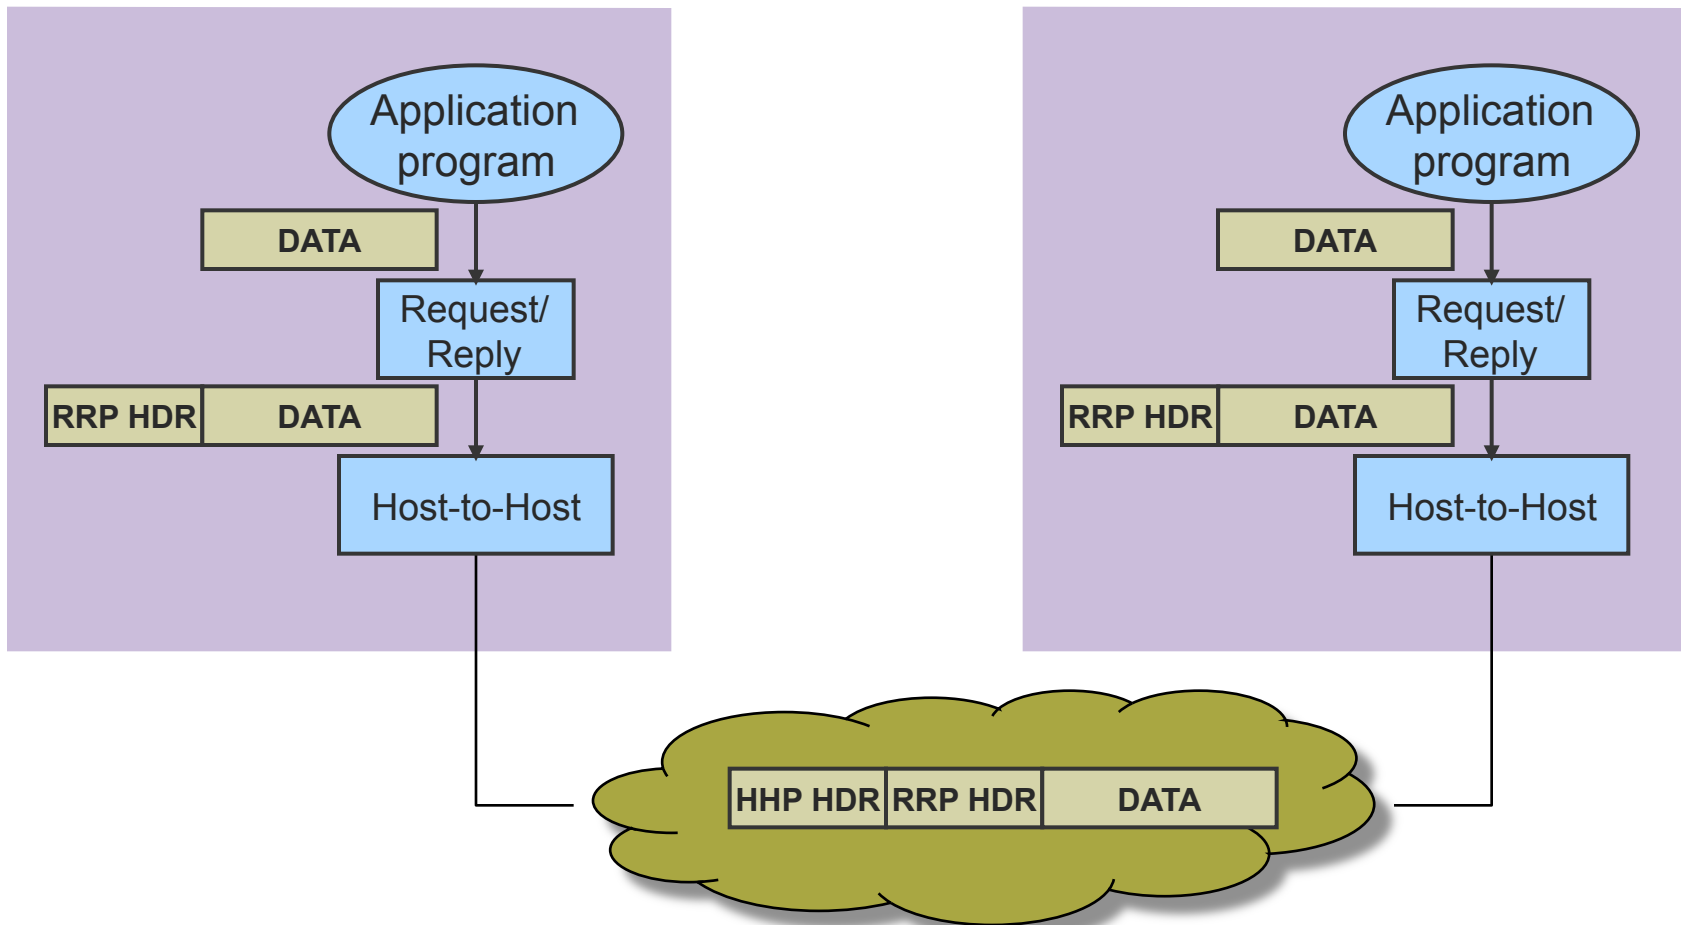 Application
program
DATA
Request/
Reply
RRP HDR DATA
Host-to-Host
Application
program
DATA
Request/
Reply
RRP HDR DATA
Host-to-Host
HHP HDR RRP HDR DATA